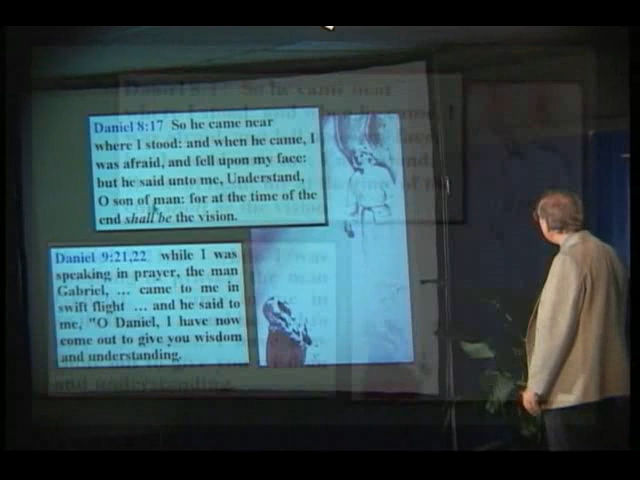 Daniel 8:17 So he came near
where I stood: and when he came, I
was afraid, and fell upon my face:
but he said unto me, Understand,
O son of man: for at the time of the
end shall be the vision.
Daniel 9:21,22 while I was
speaking in prayer, the man
Gabriel, ... came to me in
swift flight ... and he said to
me, "O Daniel, I have now
come out to give you wisdom
and understanding.